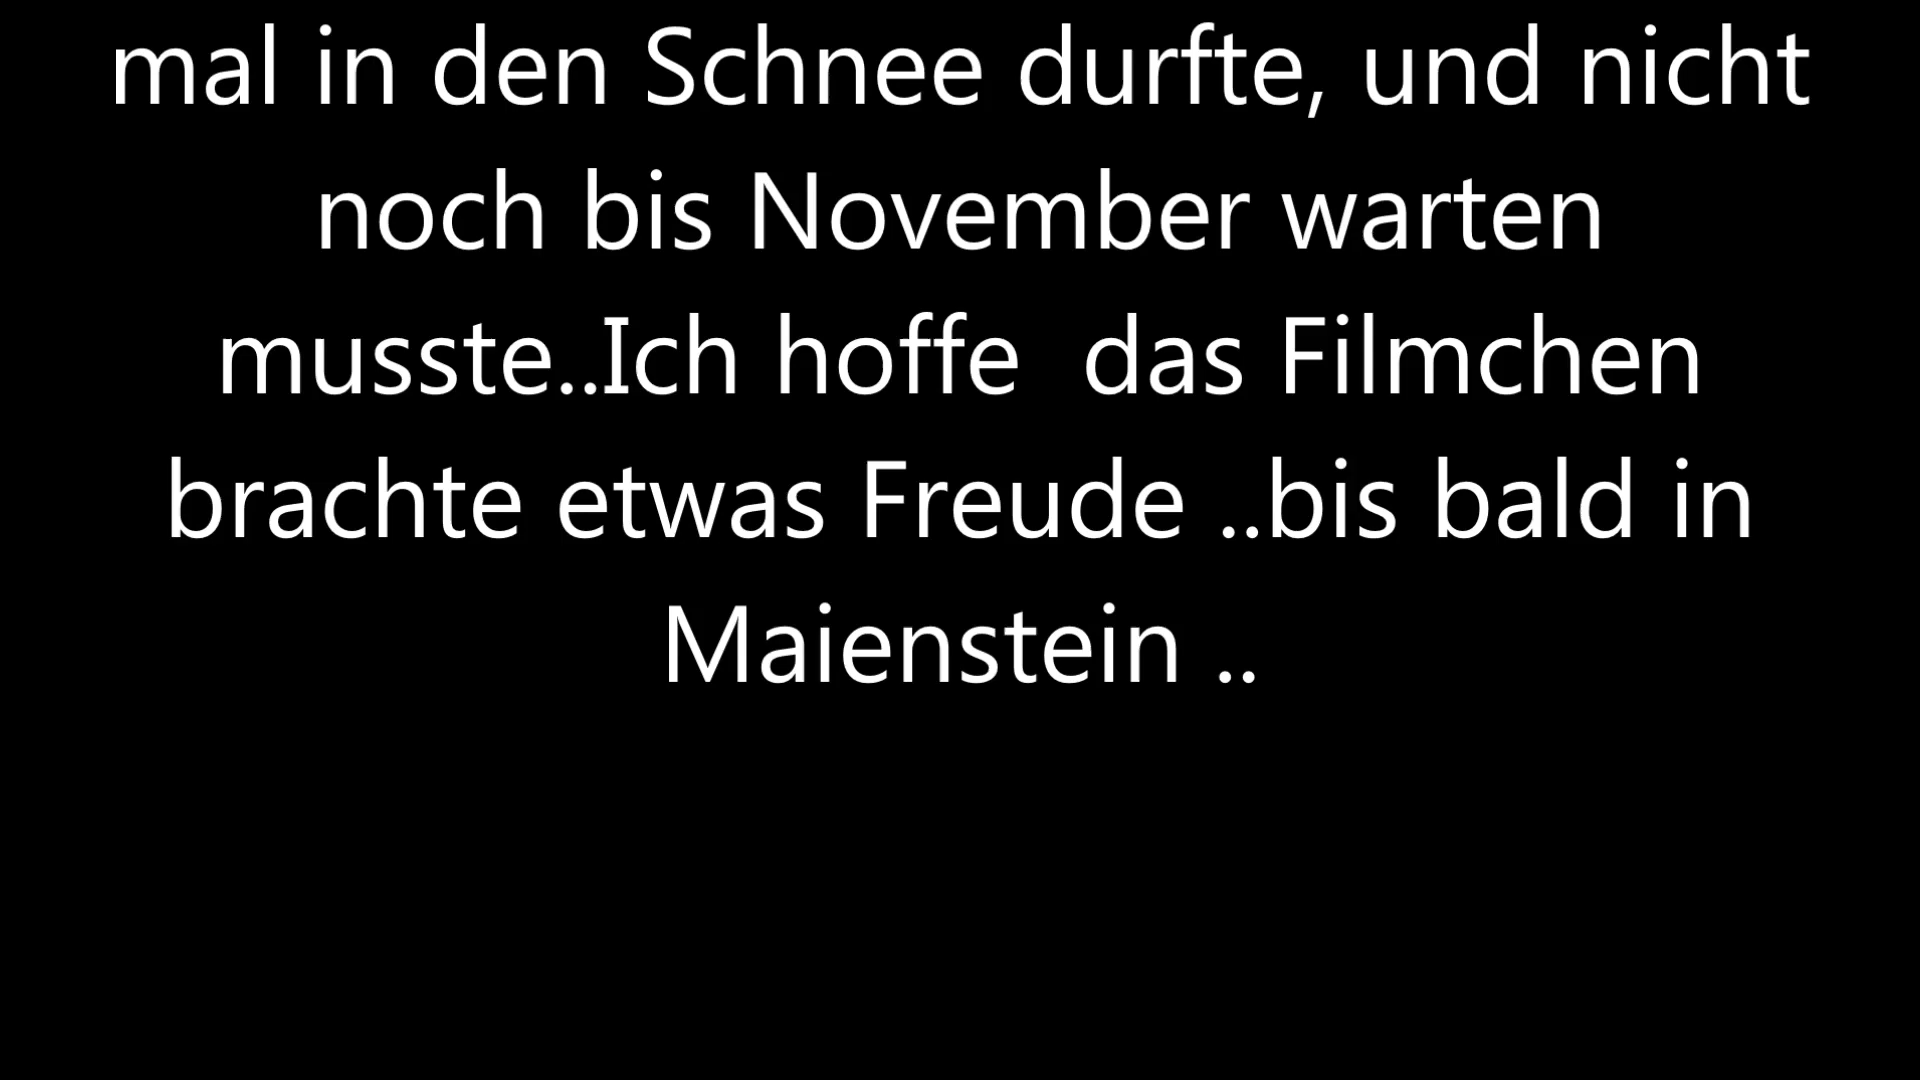 mal in den Schnee durfte, und nicht
noch bis November warten
musste..Ich hoffe  das Filmchen
brachte etwas Freude ..bis bald in
Maienstein ..